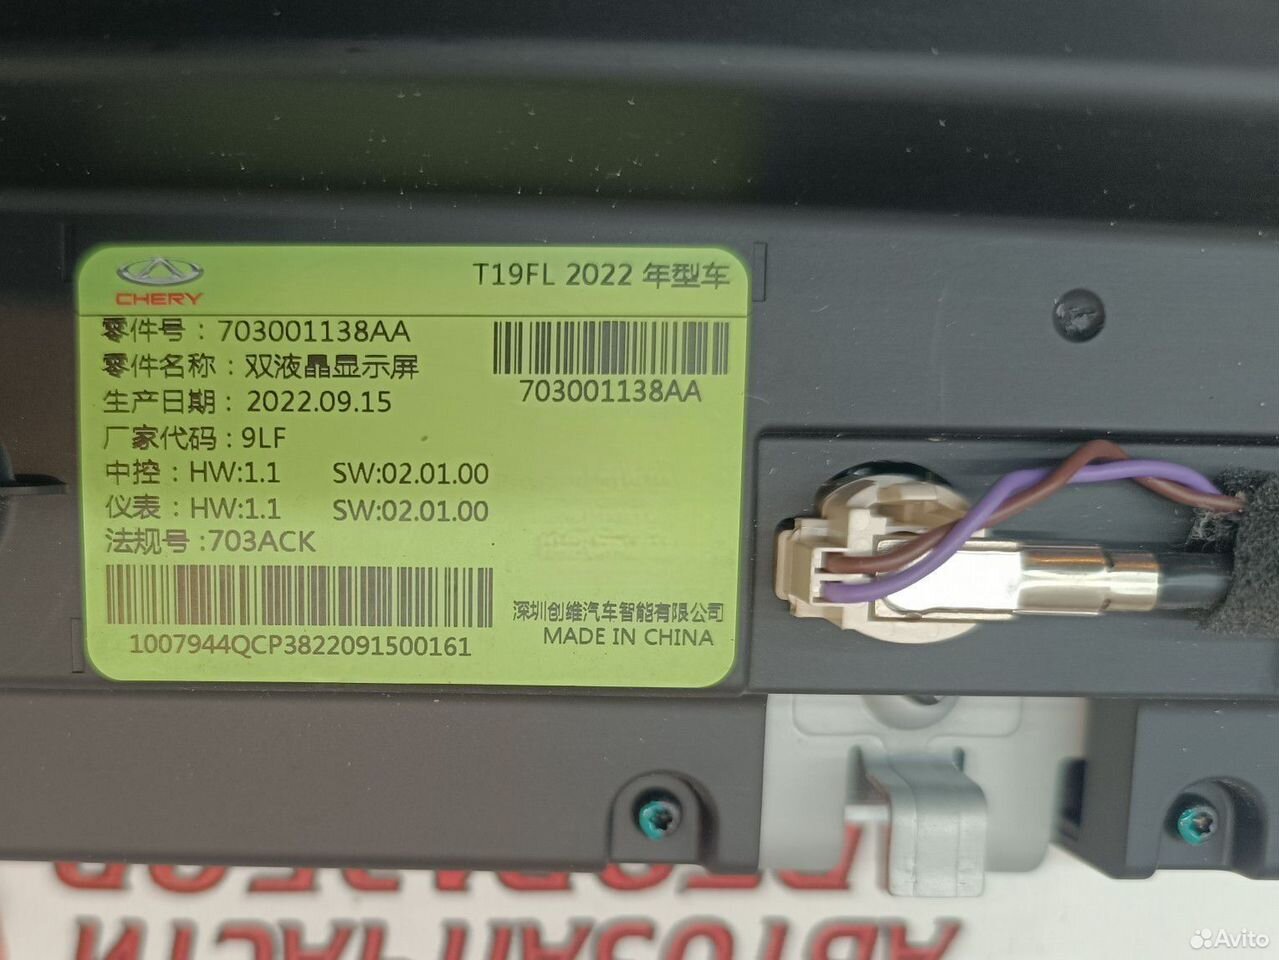 CHERY
T19FL 2022 年型车
零件号：703001138AA
零件名称：双液晶显示屏
703001138AA
生产日期：2022.09.15
厂家代码：9LF
中控：HW:1.1 SW:02.01.00
仪表：HW:1.1 SW:02.01.00
法规号:703ACK
深圳创维汽车智能有限公司
1007944QCP3822091500161
MADE IN CHINA
АВТОЗАПЧАСТИ
Avito